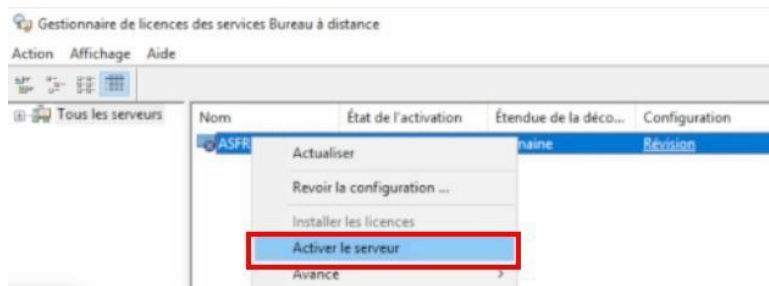 Gestionnaire de licences des services Bureau à distance
Action Affichage Aide
Tous les serveurs
Nom État de l'activation Étendue de la déco... Configuration
ASFR naine Révision
Actualiser
Revoir la configuration ...
Installer les licences
Activer le serveur
Avancé